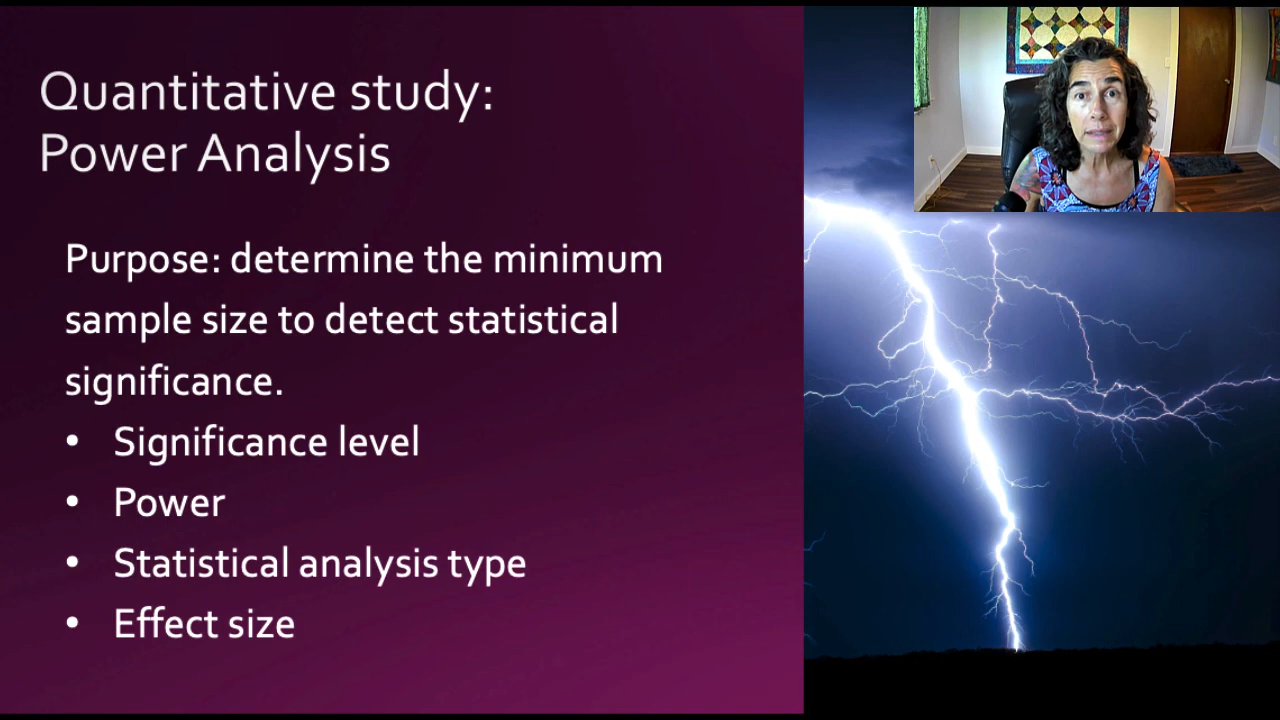 Quantitative study:
Power Analysis
Purpose: determine the minimum
sample size to detect statistical
significance.
• Significance level
• Power
• Statistical analysis type
• Effect size